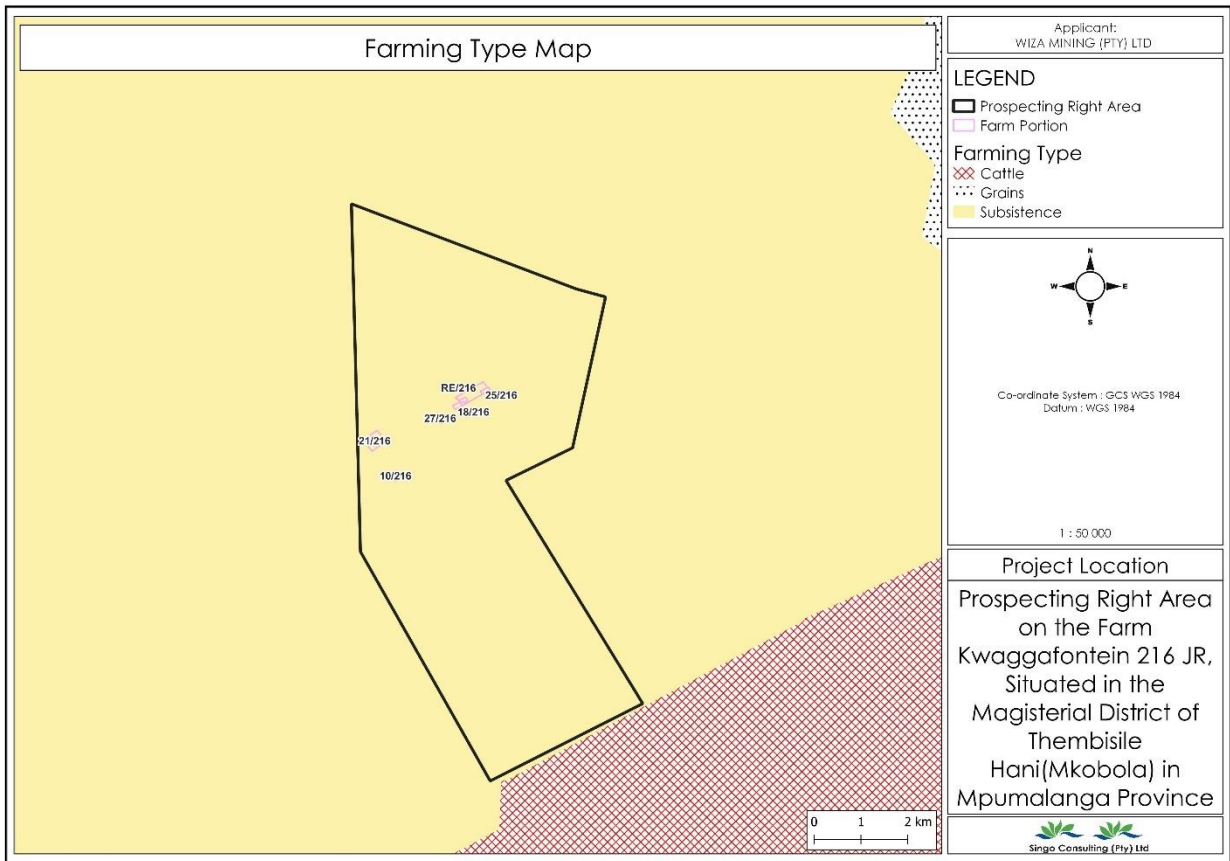 Farming Type Map
RE/216
25/216
18/216
27/216
21/216
10/216
0 1 2 km
Applicant:
WIZA MINING (PTY) LTD
LEGEND
Prospecting Right Area
Farm Portion
Farming Type
Cattle
Grains
Subsistence
N
W E
S
Co-ordinate System : GCS WGS 1984
Datum : WGS 1984
1 : 50 000
Project Location
Prospecting Right Area
on the Farm
Kwaggafontein 216 JR,
Situated in the
Magisterial District of
Thembisile
Hani(Mkobola) in
Mpumalanga Province
Singo Consulting (Pty) Ltd